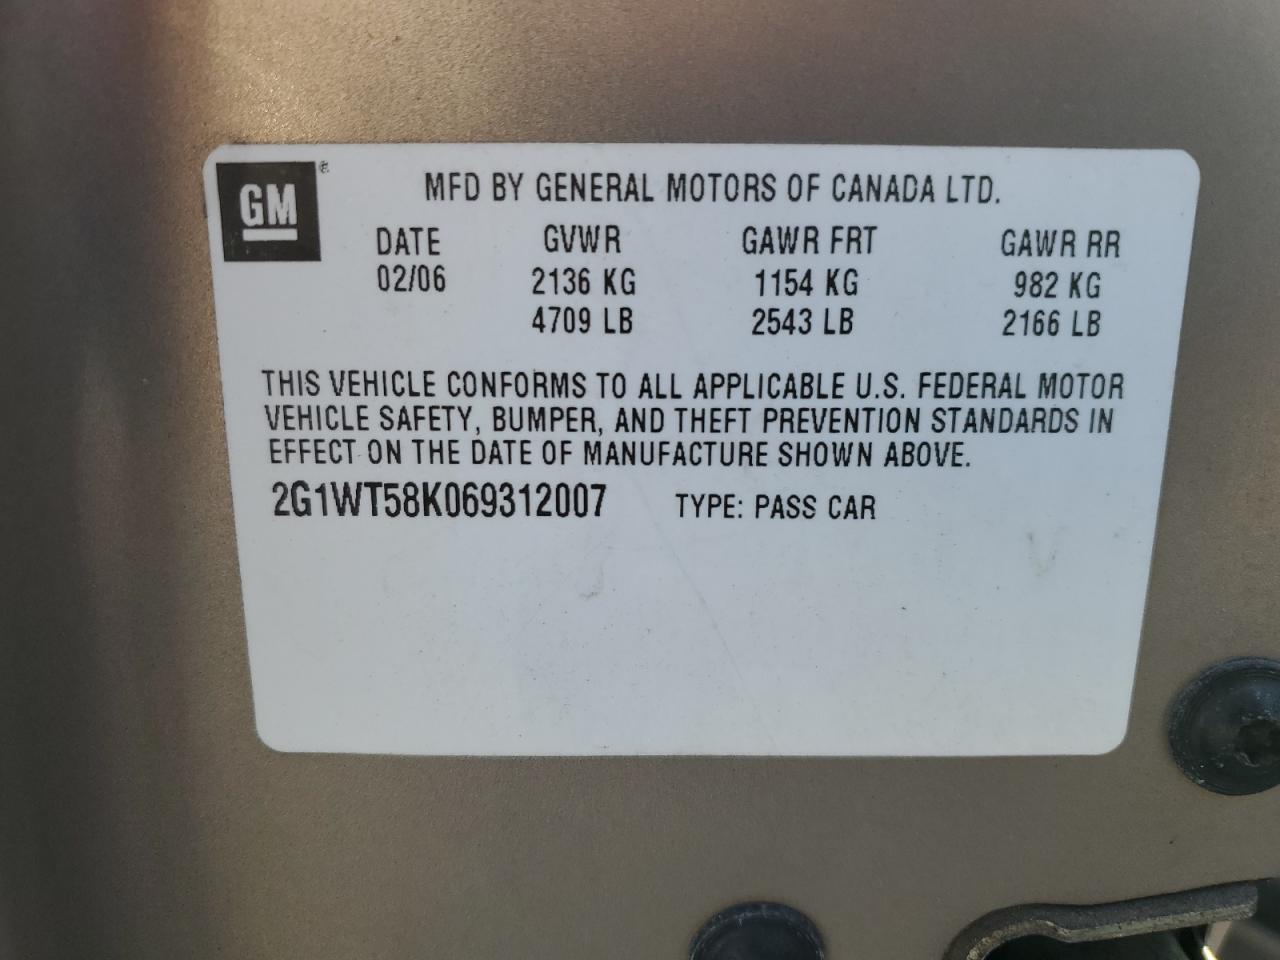 GM®
MFD BY GENERAL MOTORS OF CANADA LTD.
DATE GVWR GAWR FRT GAWR RR
02/06 2136 KG 1154 KG 982 KG
4709 LB 2543 LB 2166 LB
THIS VEHICLE CONFORMS TO ALL APPLICABLE U.S. FEDERAL MOTOR
VEHICLE SAFETY, BUMPER, AND THEFT PREVENTION STANDARDS IN
EFFECT ON THE DATE OF MANUFACTURE SHOWN ABOVE.
2G1WT58K069312007 TYPE: PASS CAR